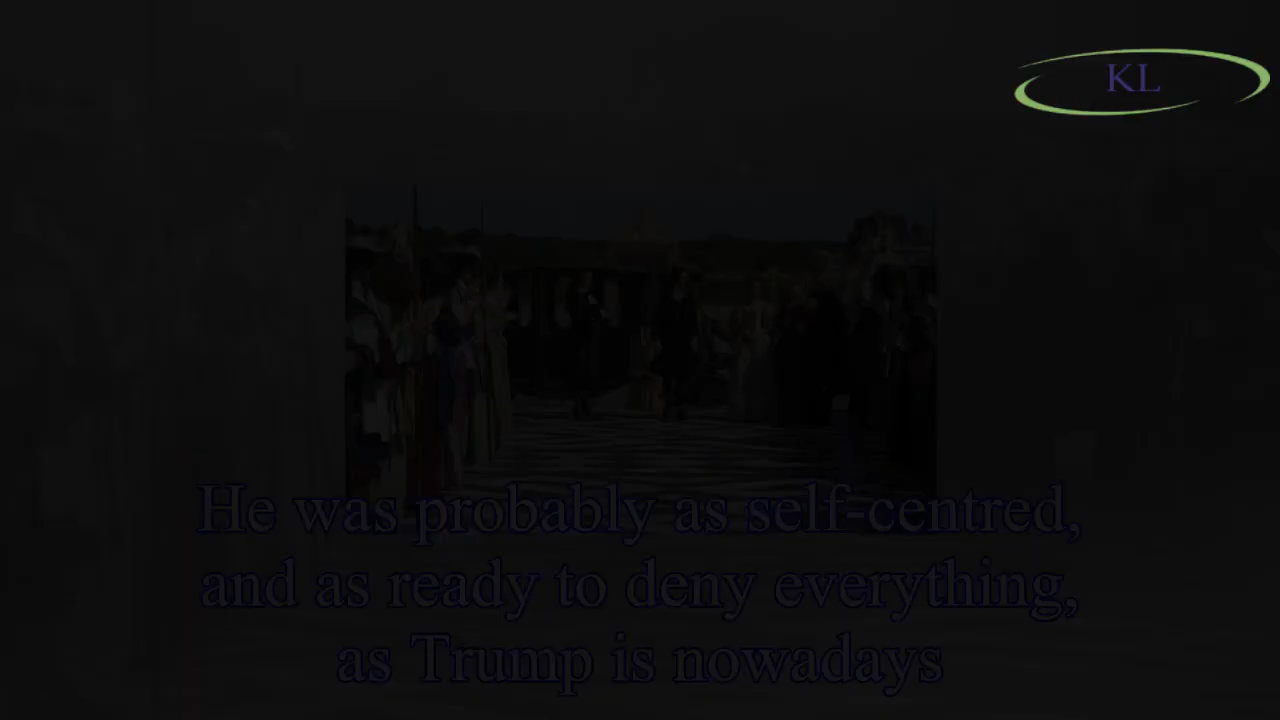 KL
He was probably as self-centred,
and as ready to deny everything,
as Trump is nowadays